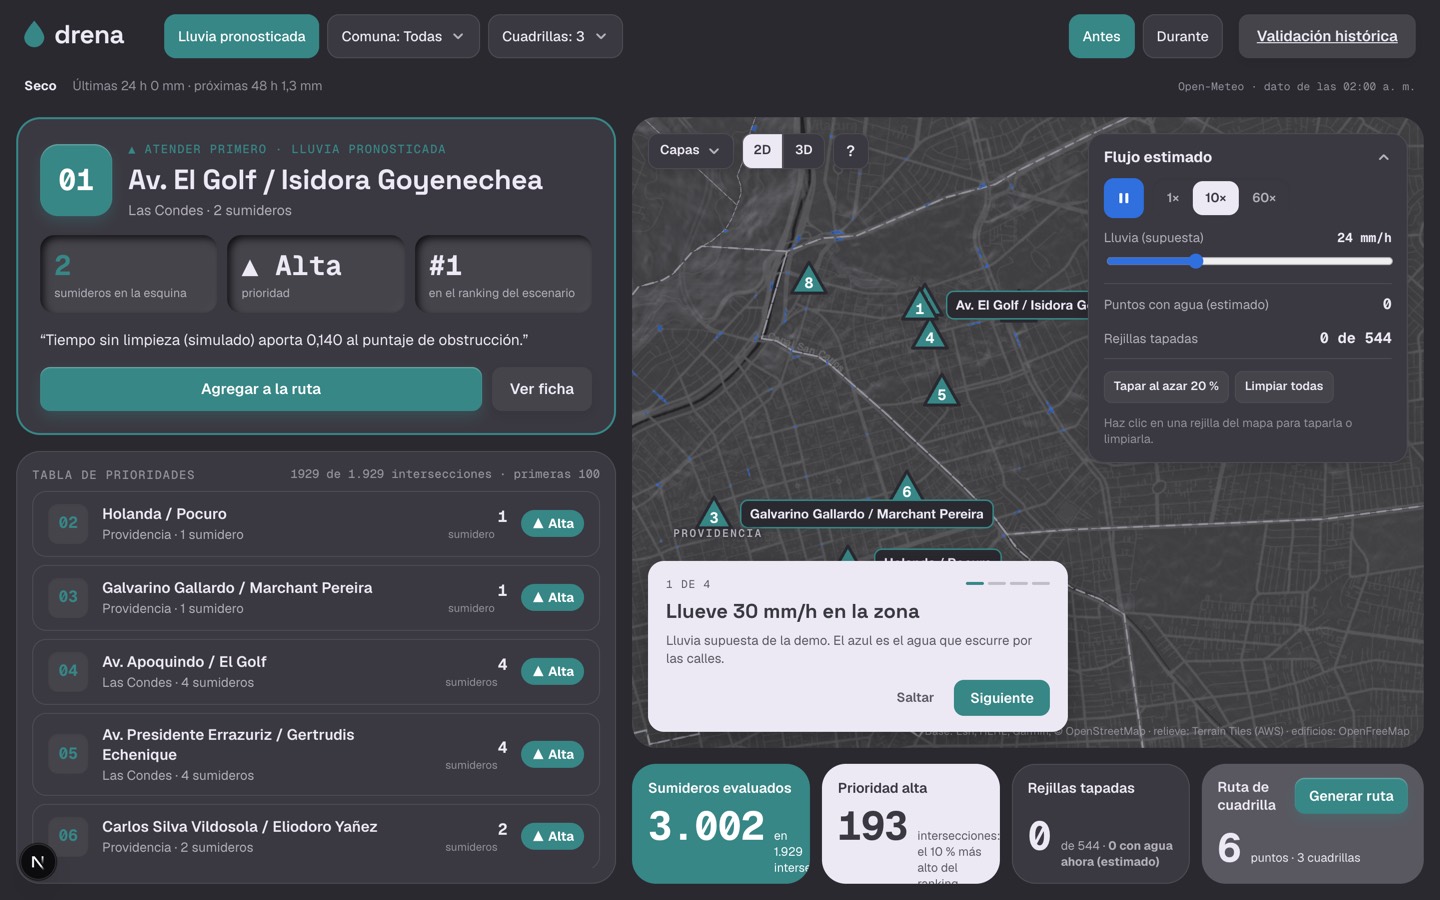 drena
Lluvia pronosticada
Comuna: Todas
Cuadrillas: 3
Antes
Durante
Validación histórica
Seco Últimas 24 h 0 mm · próximas 48 h 1,3 mm
Open-Meteo · dato de las 02:00 a. m.
01
▲ ATENDER PRIMERO · LLUVIA PRONOSTICADA
Av. El Golf / Isidora Goyenechea
Las Condes · 2 sumideros
2
sumideros en la esquina
▲ Alta
prioridad
#1
en el ranking del escenario
“Tiempo sin limpieza (simulado) aporta 0,140 al puntaje de obstrucción.”
Agregar a la ruta
Ver ficha
TABLA DE PRIORIDADES
1929 de 1.929 intersecciones · primeras 100
02
Holanda / Pocuro
Providencia · 1 sumidero
1
sumidero
▲ Alta
03
Galvarino Gallardo / Marchant Pereira
Providencia · 1 sumidero
1
sumidero
▲ Alta
04
Av. Apoquindo / El Golf
Las Condes · 4 sumideros
4
sumideros
▲ Alta
05
Av. Presidente Errazuriz / Gertrudis
Echenique
Las Condes · 4 sumideros
4
sumideros
▲ Alta
06
Carlos Silva Vildosola / Eliodoro Yañez
Providencia · 2 sumideros
2
sumideros
▲ Alta
N
Capas
2D
3D
?
8
1
Av. El Golf / Isidora G
4
5
6
3
Galvarino Gallardo / Marchant Pereira
PROVIDENCIA
Flujo estimado
1×
10×
60×
Lluvia (supuesta)
24 mm/h
Puntos con agua (estimado)
0
Rejillas tapadas
0 de 544
Tapar al azar 20 %
Limpiar todas
Haz clic en una rejilla del mapa para taparla o
limpiarla.
1 DE 4
Llueve 30 mm/h en la zona
Lluvia supuesta de la demo. El azul es el agua que escurre por
las calles.
Saltar
Siguiente
Base: Esri, HERE, Garmin, © OpenStreetMap · relieve: Terrain Tiles (AWS) · edificios: OpenFreeMap
Sumideros evaluados
3.002
en
1.929
interse
Prioridad alta
193
intersecciones:
el 10 % más
alto del
ranking
Rejillas tapadas
0
de 544 · 0 con agua
ahora (estimado)
Ruta de
cuadrilla
Generar ruta
6
puntos · 3 cuadrillas